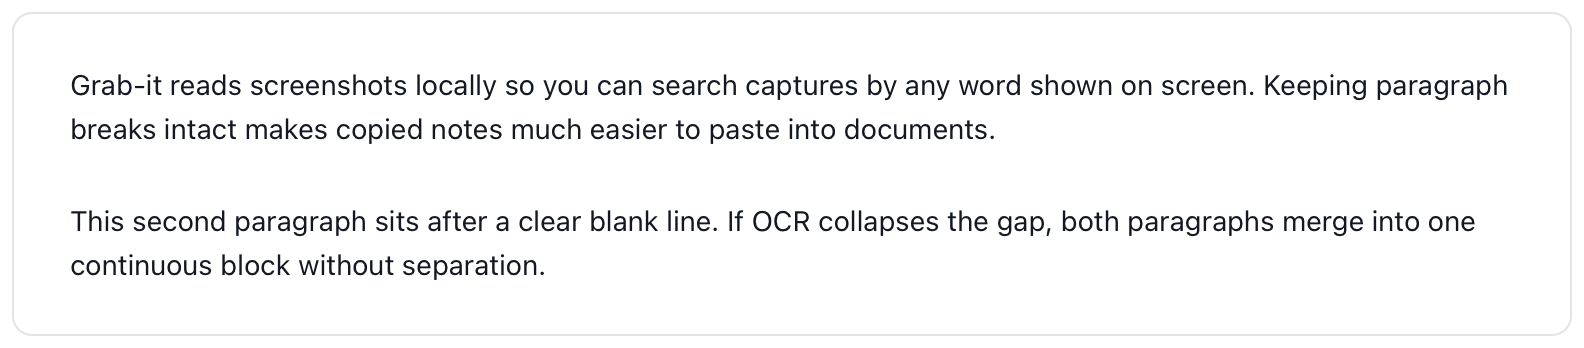 Grab-it reads screenshots locally so you can search captures by any word shown on screen. Keeping paragraph
breaks intact makes copied notes much easier to paste into documents.

This second paragraph sits after a clear blank line. If OCR collapses the gap, both paragraphs merge into one
continuous block without separation.